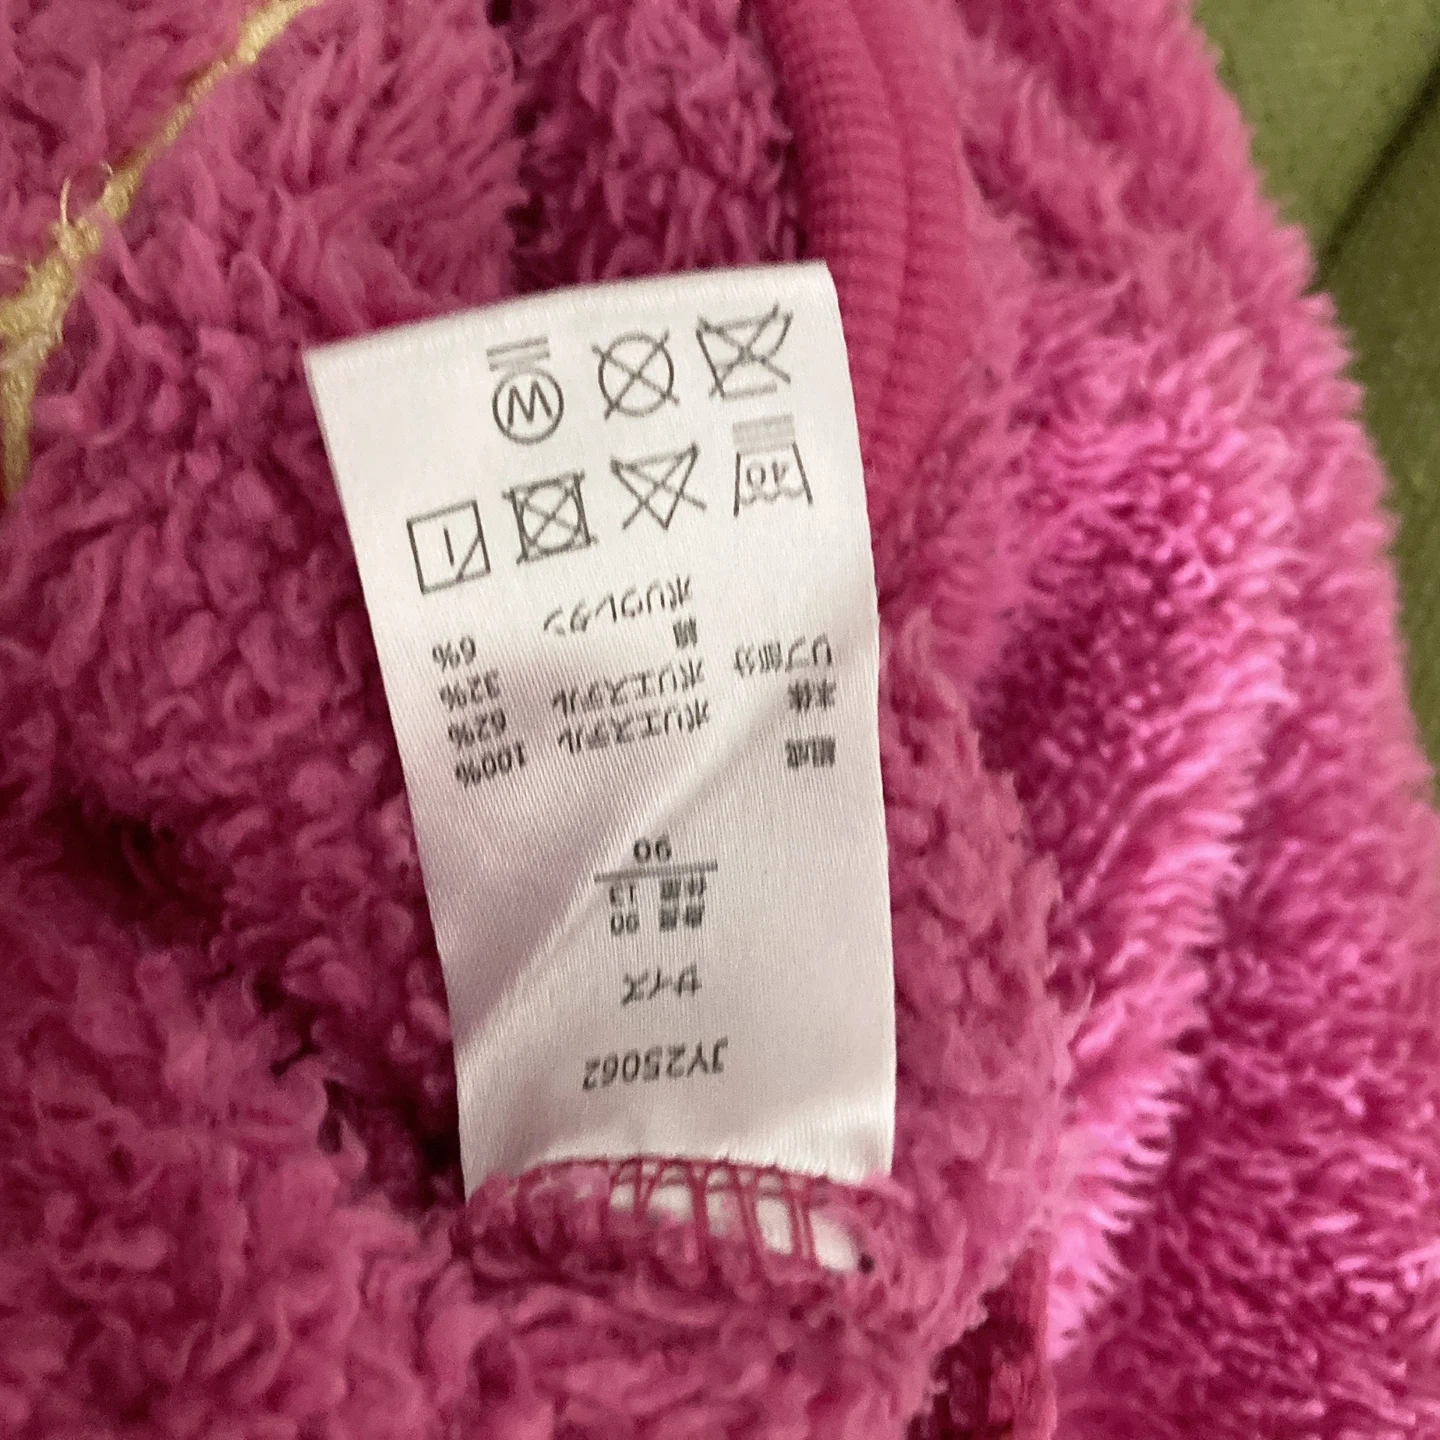 JY25062
サイズ
身長 90
体重 13
90
組成
本体 ポリエステル 100%
リブ部分 ポリエステル 62%
綿 32%
ポリウレタン 6%
40
W